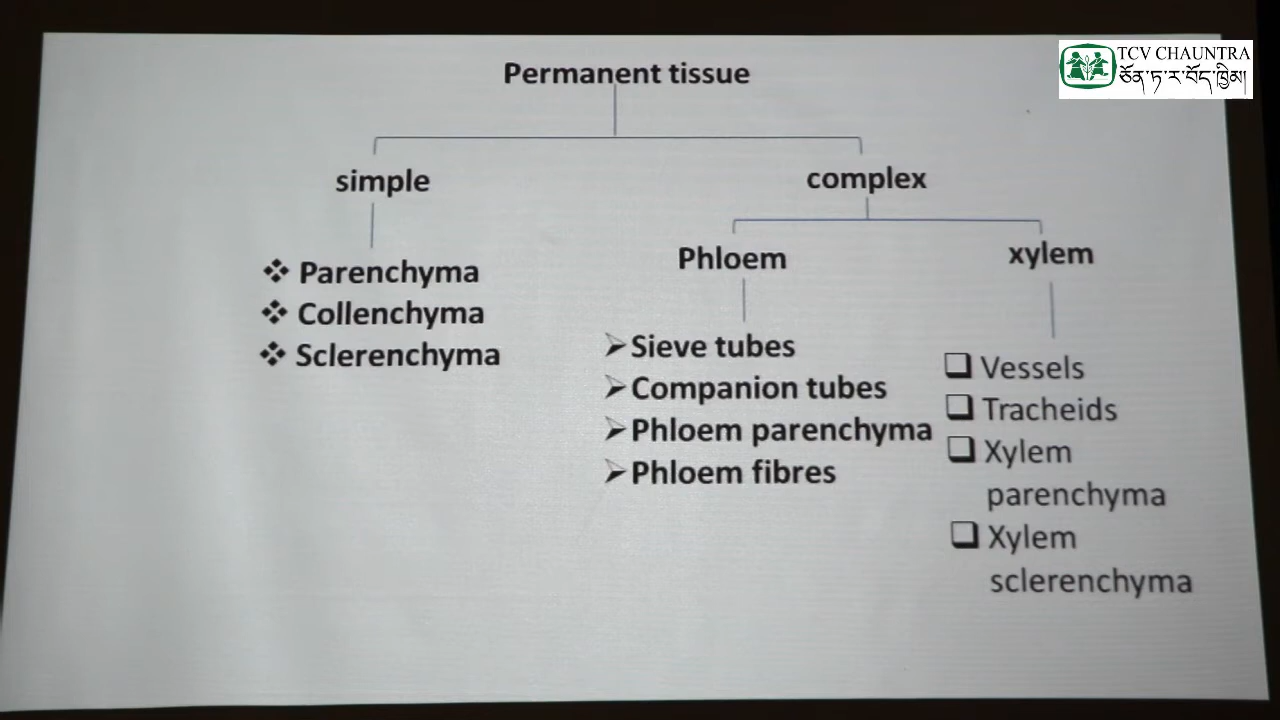 TCV CHAUNTRA
ཅོན་ཏ་ར་བོད་ཁྱིམ།
Permanent tissue
simple
complex
Phloem
xylem
Parenchyma
Collenchyma
Sclerenchyma
Sieve tubes
Companion tubes
Phloem parenchyma
Phloem fibres
Vessels
Tracheids
Xylem
parenchyma
Xylem
sclerenchyma